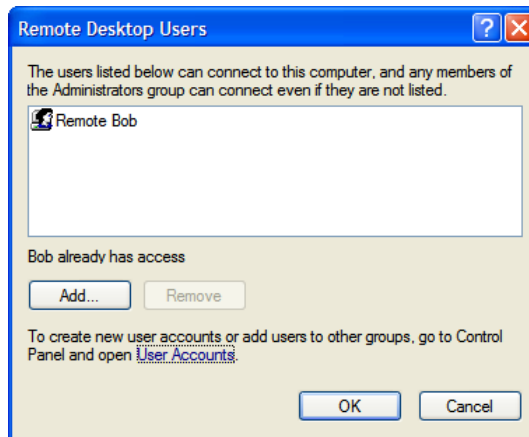 Remote Desktop Users
The users listed below can connect to this computer, and any members of
the Administrators group can connect even if they are not listed.
Remote Bob
Bob already has access
Add...
Remove
To create new user accounts or add users to other groups, go to Control
Panel and open User Accounts.
OK
Cancel